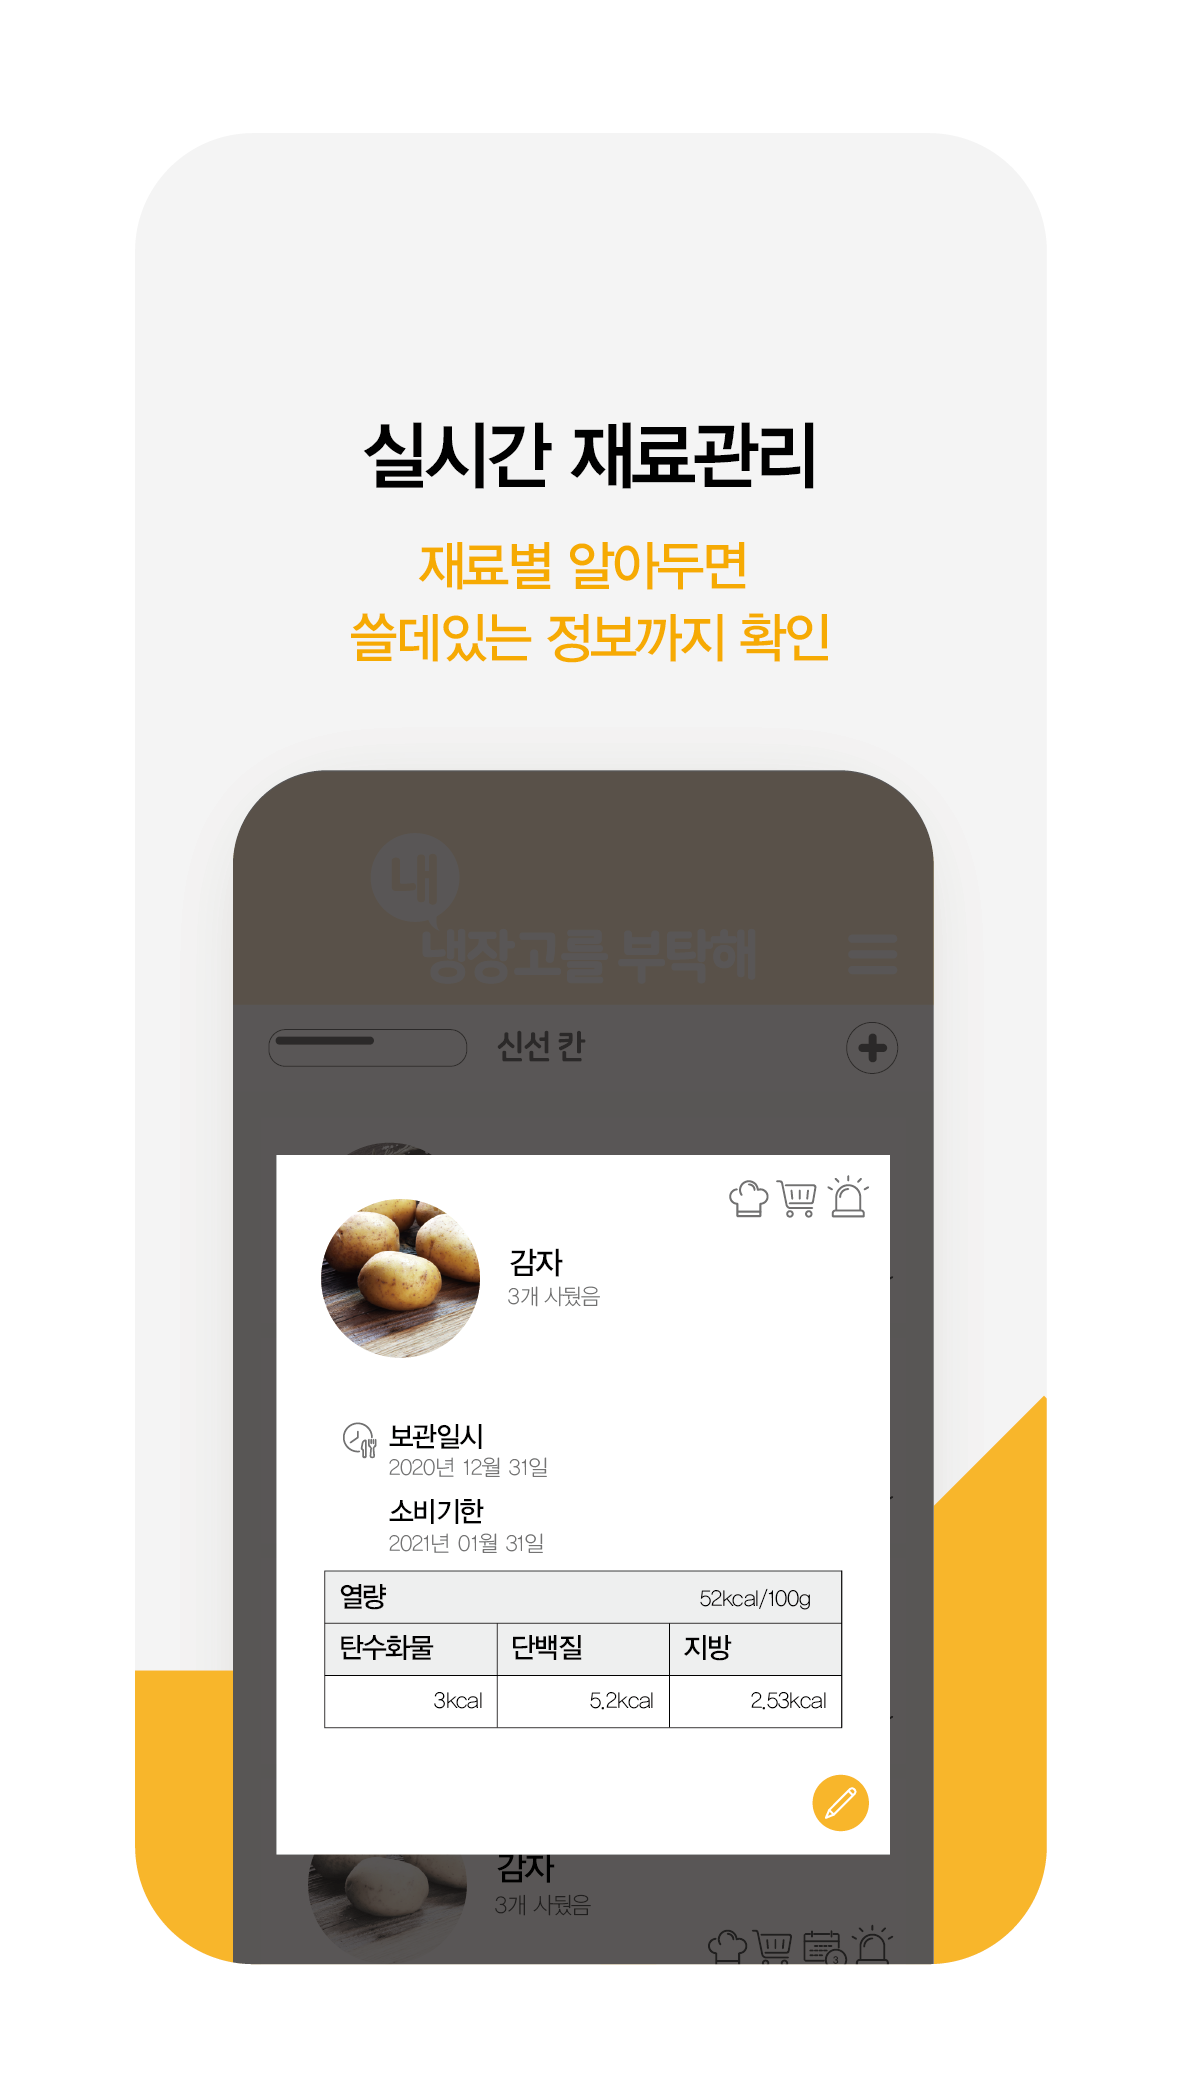 실시간 재료관리
재료별 알아두면
쓸데있는 정보까지 확인
내
냉장고를 부탁해
신선 칸
감자
3개 사뒀음
보관일시
2020년 12월 31일
소비기한
2021년 01월 31일
열량 52kcal/100g
탄수화물 단백질 지방
3kcal 5.2kcal 2.53kcal
감자
3개 사뒀음
3